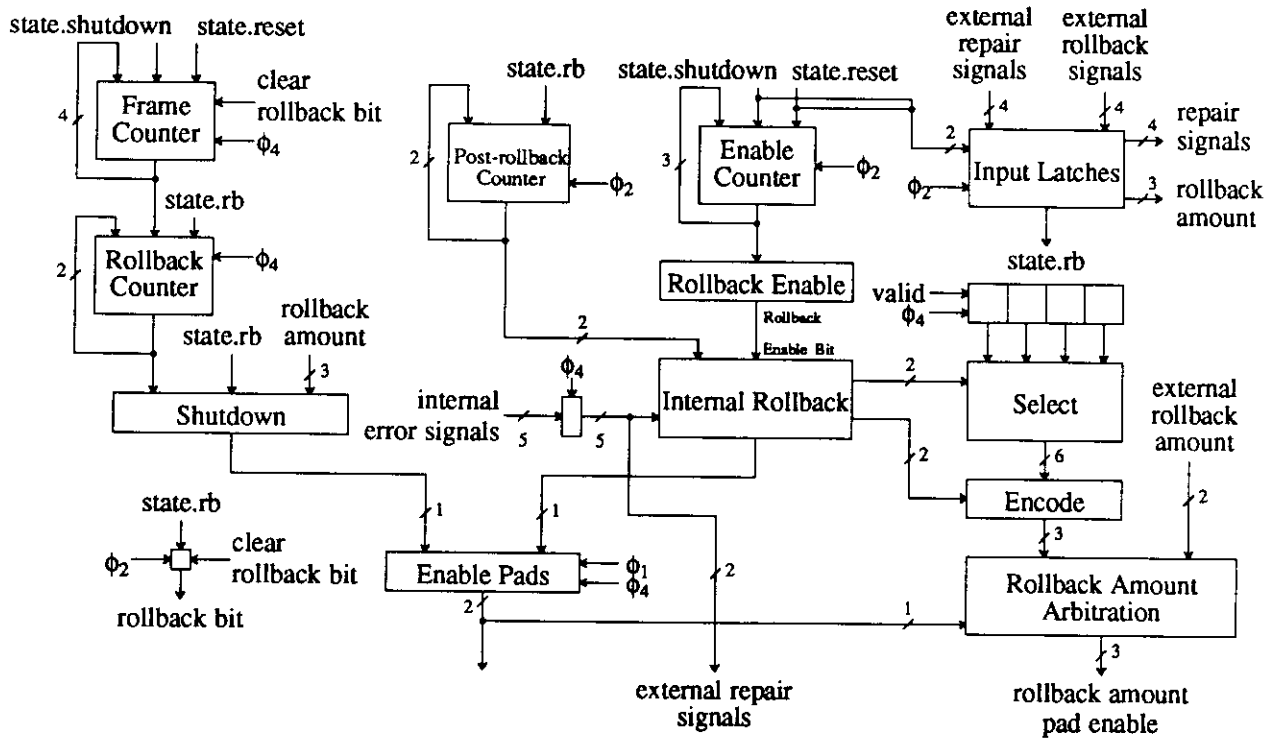 state.shutdown
state.reset
Frame
Counter
clear
rollback bit
4
ϕ4
state.rb
Rollback
Counter
2
ϕ4
state.rb
rollback
amount
3
Shutdown
state.rb
ϕ2
clear
rollback bit
rollback bit
state.rb
Post-rollback
Counter
2
ϕ2
state.shutdown
state.reset
Enable
Counter
3
ϕ2
Rollback Enable
Rollback
Enable Bit
2
ϕ4
internal
error signals
5
5
Internal Rollback
2
2
1
1
Enable Pads
ϕ1
ϕ4
2
2
external repair
signals
1
external
repair
signals
external
rollback
signals
4
4
2
ϕ2
Input Latches
4
repair
signals
3
rollback
amount
state.rb
valid
ϕ4
Select
6
external
rollback
amount
2
Encode
3
Rollback Amount
Arbitration
3
rollback amount
pad enable